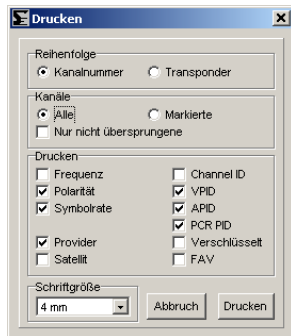 Drucken
Reihenfolge
Kanalnummer Transponder
Kanäle
Alle Markierte
Nur nicht übersprungene
Drucken
Frequenz Channel ID
Polarität VPID
Symbolrate APID
PCR PID
Provider Verschlüsselt
Satellit FAV
Schriftgröße
4 mm Abbruch Drucken